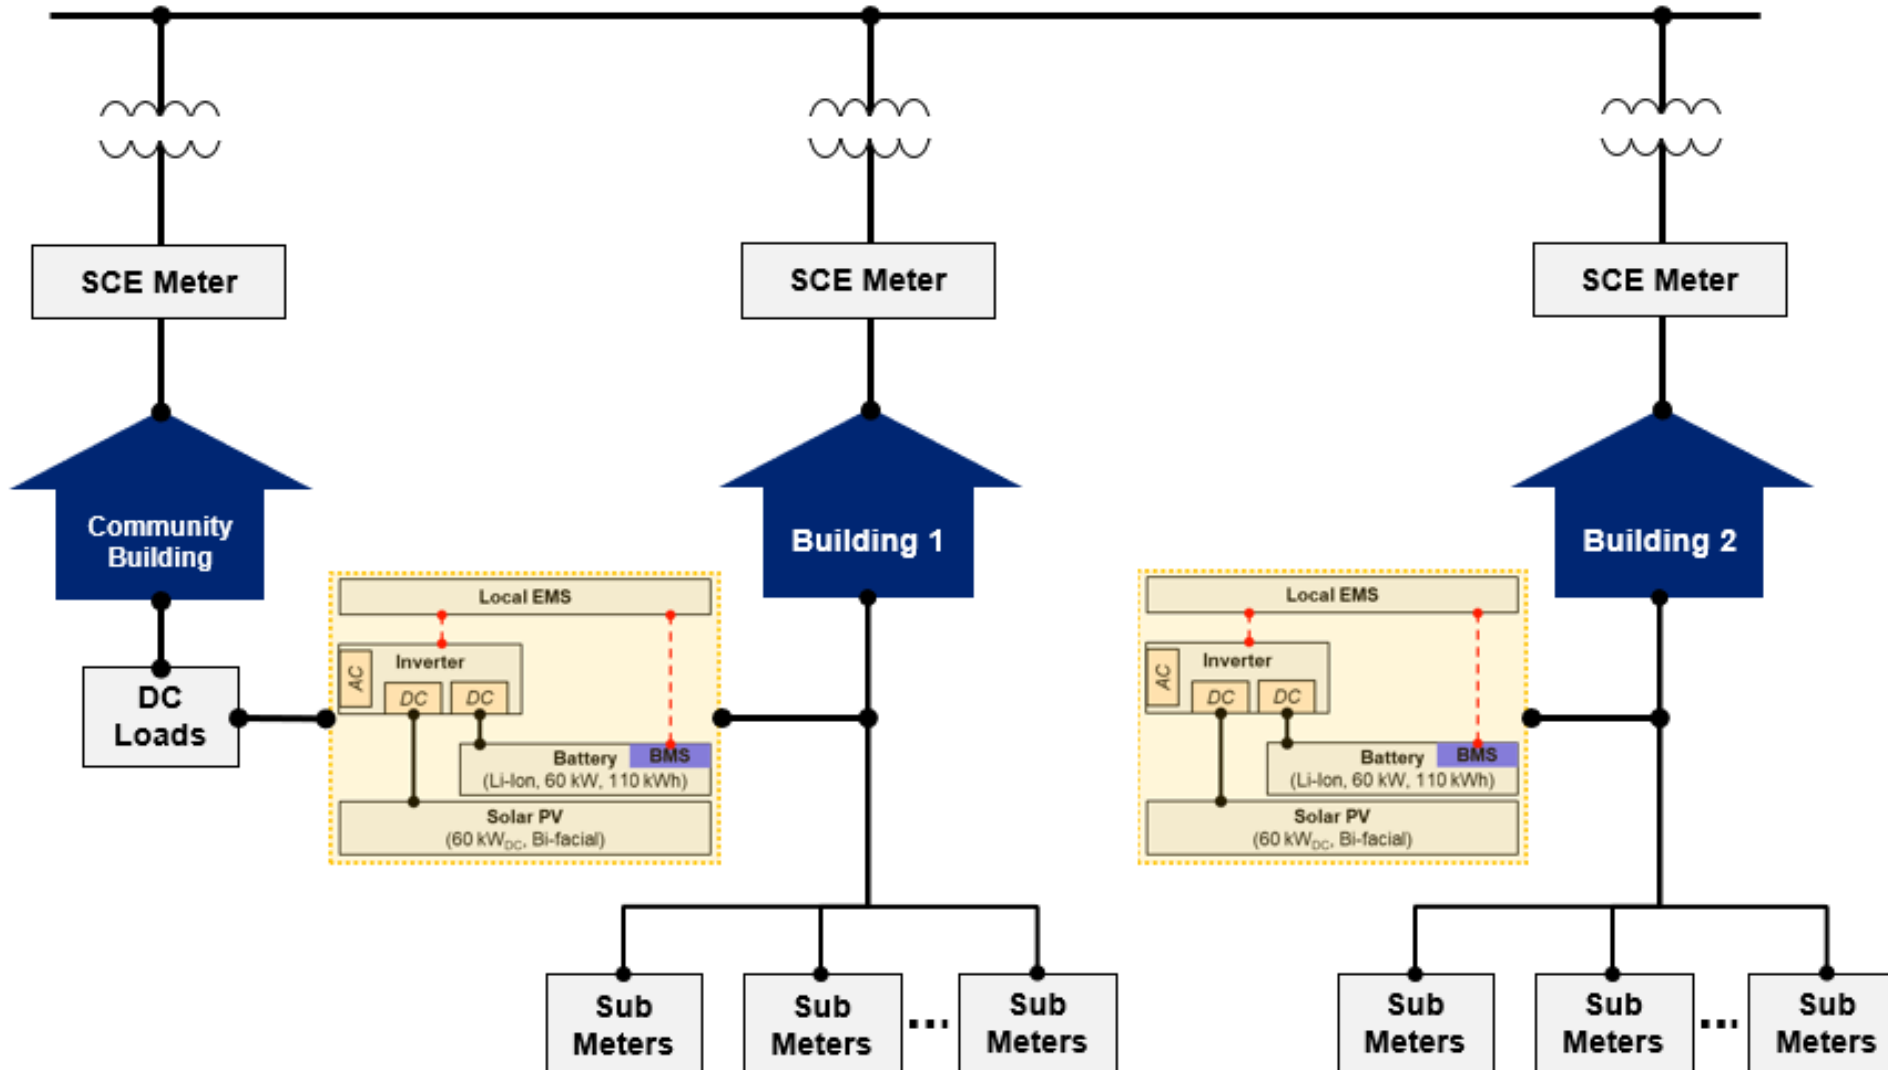 SCE Meter
SCE Meter
SCE Meter
Community
Building
Building 1
Building 2
DC
Loads
Local EMS
Inverter
AC
DC
DC
Battery
BMS
(Li-Ion, 60 kW, 110 kWh)
Solar PV
(60 kWDC, Bi-facial)
Local EMS
Inverter
AC
DC
DC
Battery
BMS
(Li-Ion, 60 kW, 110 kWh)
Solar PV
(60 kWDC, Bi-facial)
Sub
Meters
Sub
Meters
...
Sub
Meters
Sub
Meters
Sub
Meters
...
Sub
Meters